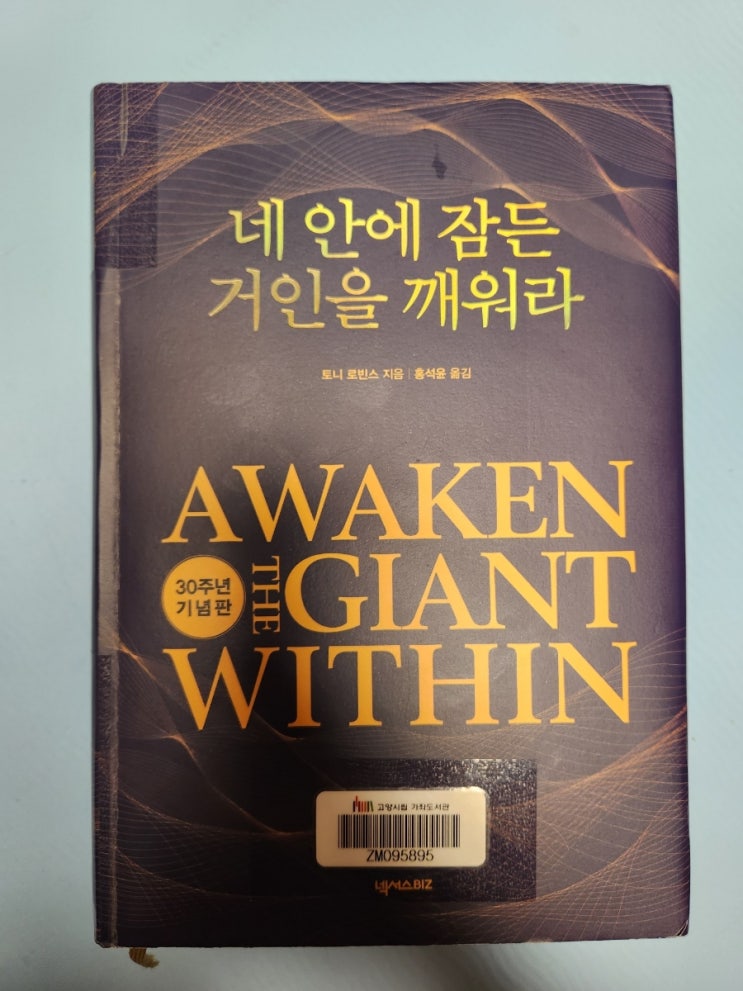 네 안에 잠든
거인을 깨워라
토니 로빈스 지음 | 홍석윤 옮김
AWAKEN
THE GIANT
WITHIN
30주년
기념판
고양시립 가좌도서관
ZM095895
넥서스BIZ